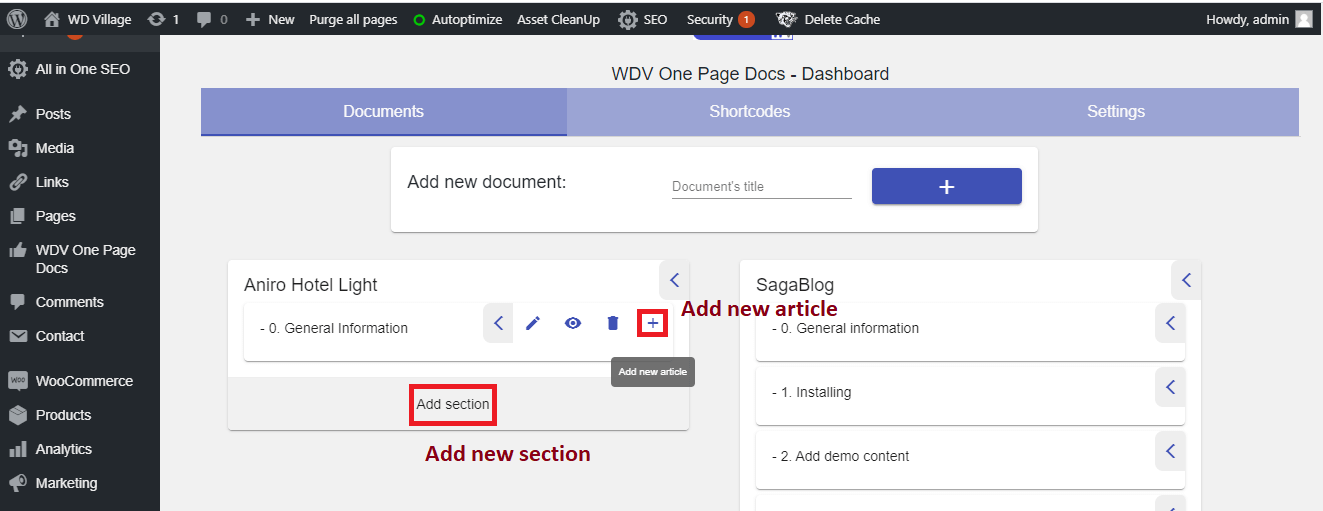 WD Village 1 0 New Purge all pages Autoptimize Asset CleanUp SEO Security 1 Delete Cache Howdy, admin
All in One SEO
Posts
Media
Links
Pages
WDV One Page
Docs
Comments
Contact
WooCommerce
Products
Analytics
Marketing
WDV One Page Docs - Dashboard
Documents Shortcodes Settings
Add new document: Document's title +
Aniro Hotel Light
- 0. General Information
Add new article
Add new article
Add section
Add new section
SagaBlog
- 0. General information
- 1. Installing
- 2. Add demo content